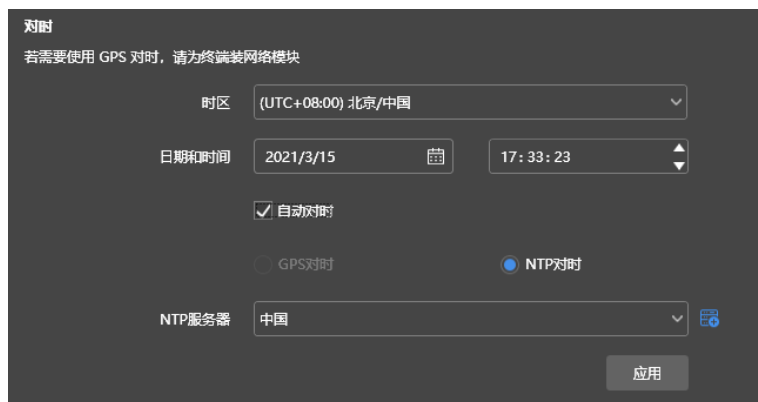 对时
若需要使用 GPS 对时，请为终端装网络模块
时区 (UTC+08:00) 北京/中国
日期和时间 2021/3/15 17:33:23
自动对时
GPS对时 NTP对时
NTP服务器 中国
应用